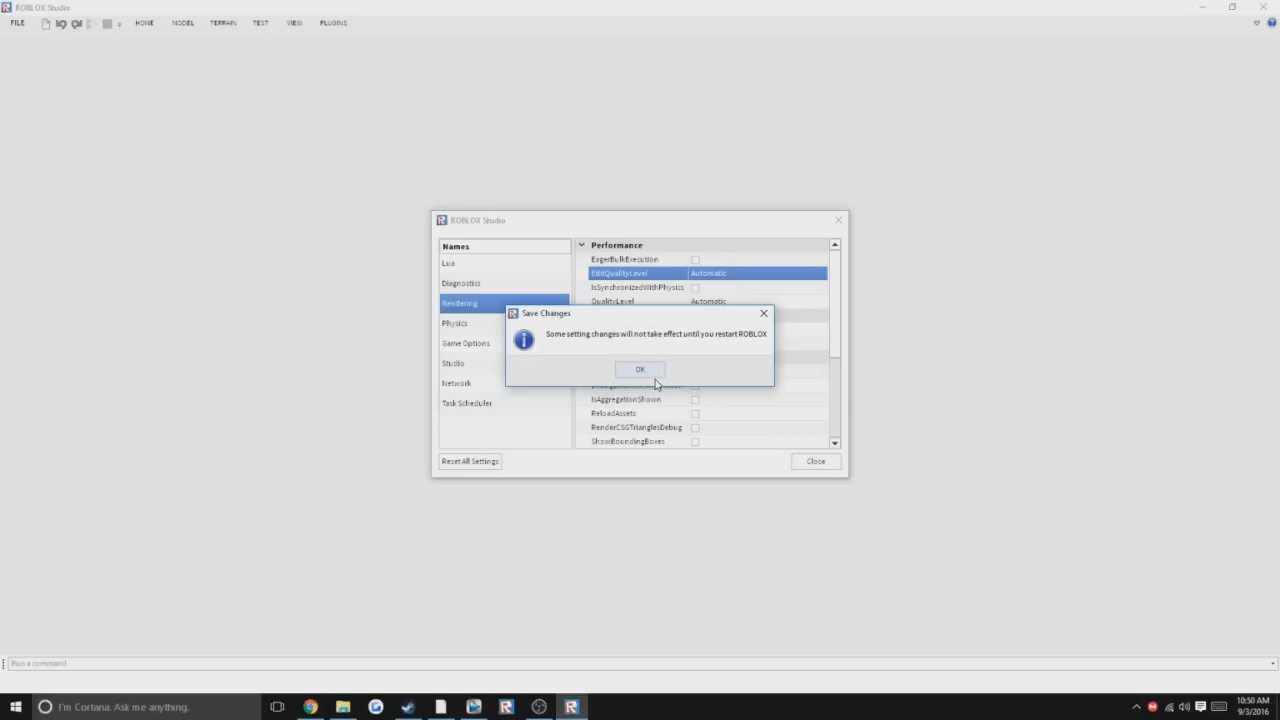 ROBLOX Studio
FILE HOME MODEL TERRAIN TEST VIEW PLUGINS
ROBLOX Studio
Names
Lua
Diagnostics
Rendering
Physics
Game Options
Studio
Network
Task Scheduler
Performance
EagerBulkExecution
EditQualityLevel Automatic
IsSynchronizedWithPhysics
QualityLevel Automatic
Save Changes
Some setting changes will not take effect until you restart ROBLOX
OK
IsAggregationShown
ReloadAssets
RenderCSGTrianglesDebug
ShowBoundingBoxes
Reset All Settings Close
Run a command
I'm Cortana. Ask me anything.
10:50 AM
9/3/2016